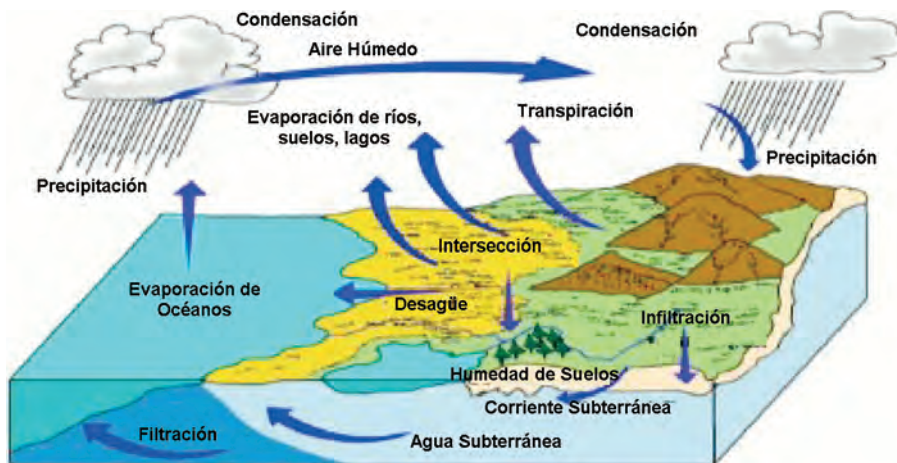 Condensación
Condensación
Aire Húmedo
Evaporación de ríos,
suelos, lagos
Transpiración
Precipitación
Precipitación
Intersección
Evaporación de
Océanos
Desagüe
Infiltración
Humedad de Suelos
Corriente Subterránea
Filtración
Agua Subterránea